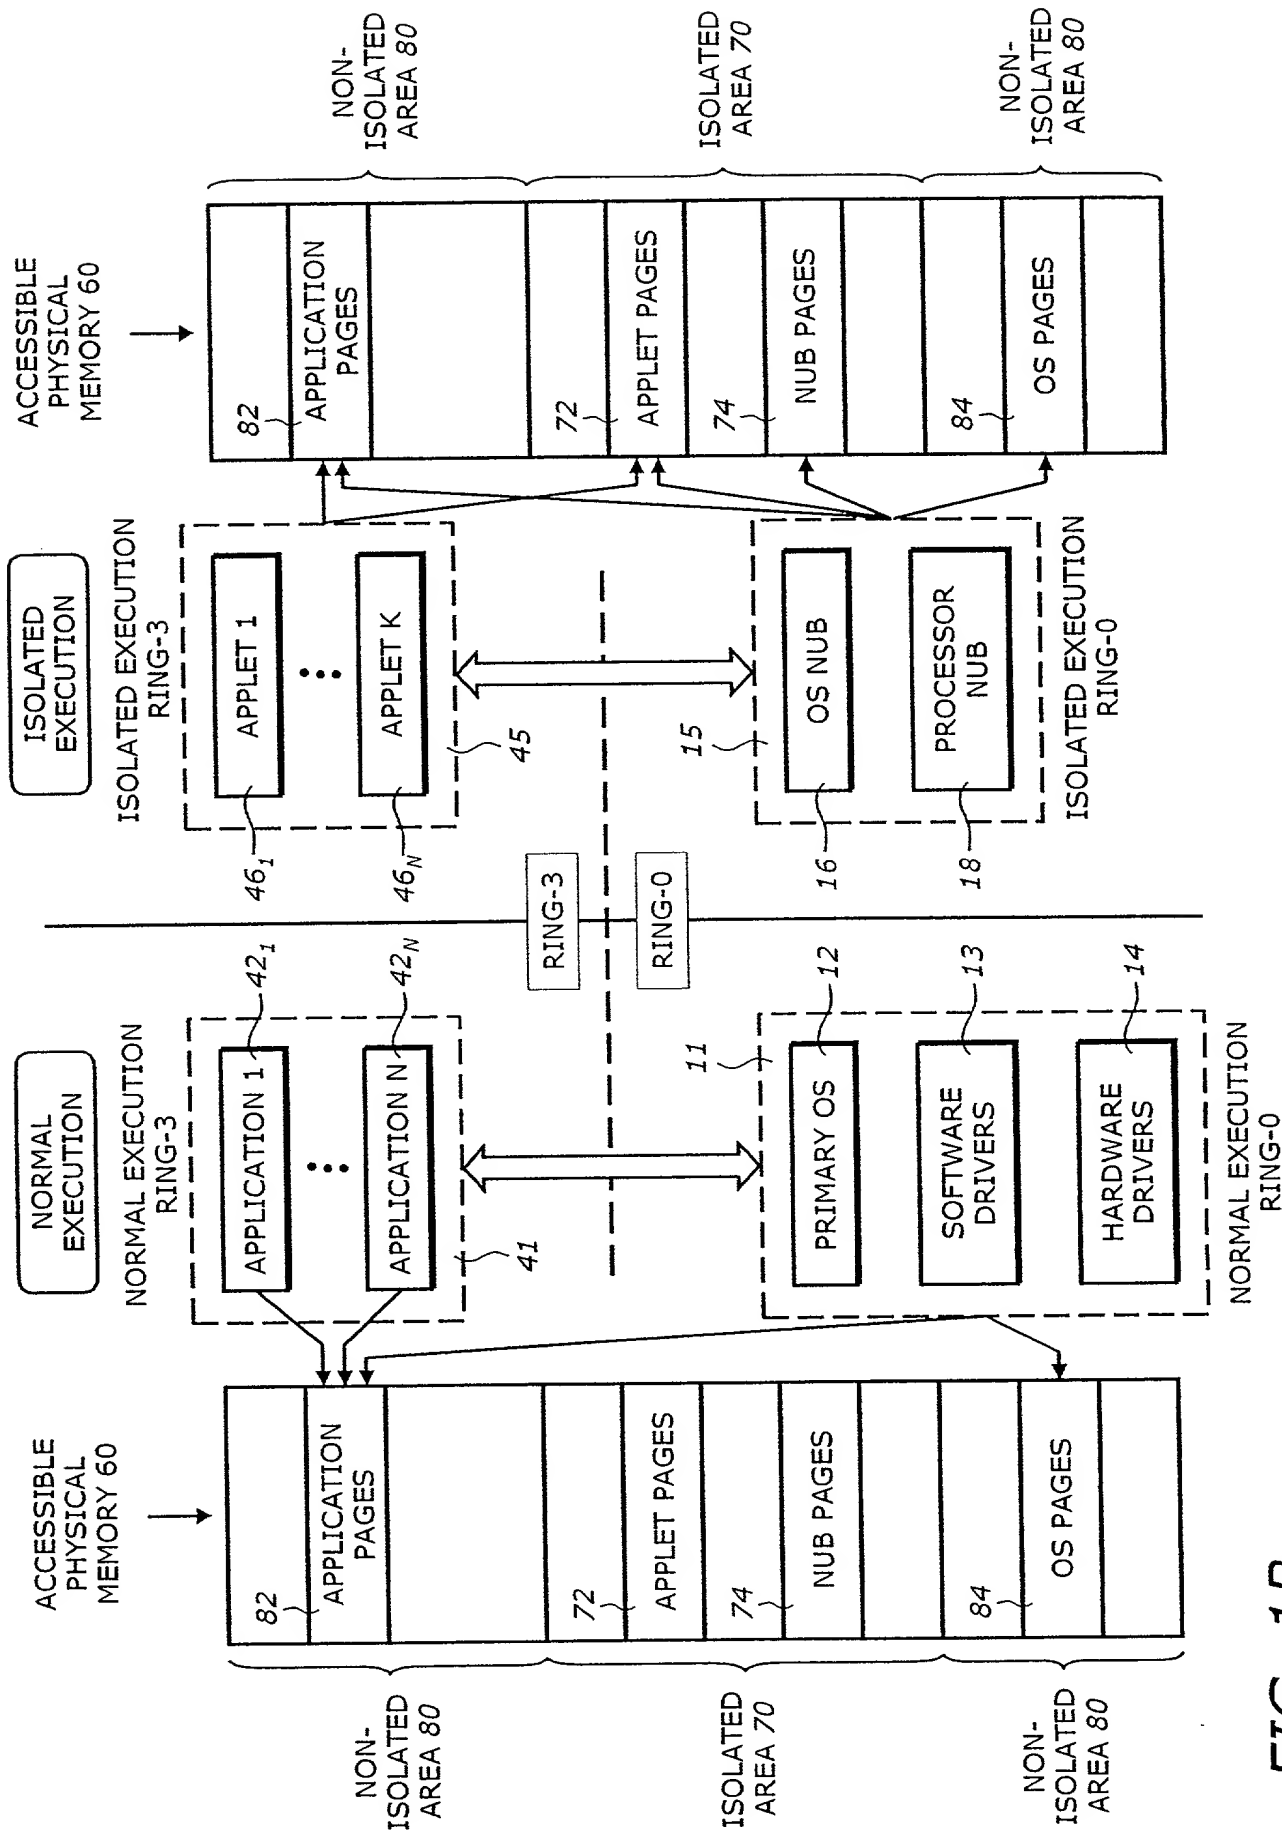 ACCESSIBLE
PHYSICAL
MEMORY 60
NON-
ISOLATED
AREA 80
ISOLATED
AREA 70
NON-
ISOLATED
AREA 80
82
APPLICATION
PAGES
72
APPLET PAGES
74
NUB PAGES
84
OS PAGES
NORMAL
EXECUTION
NORMAL EXECUTION
RING-3
APPLICATION 1
42₁
•••
APPLICATION N
42N
41
11
PRIMARY OS
12
SOFTWARE
DRIVERS
13
HARDWARE
DRIVERS
14
NORMAL EXECUTION
RING-0
RING-3
RING-0
ISOLATED
EXECUTION
ISOLATED EXECUTION
RING-3
APPLET 1
46₁
•••
APPLET K
46N
45
15
OS NUB
16
PROCESSOR
NUB
18
ISOLATED EXECUTION
RING-0
ACCESSIBLE
PHYSICAL
MEMORY 60
82
APPLICATION
PAGES
72
APPLET PAGES
74
NUB PAGES
84
OS PAGES
NON-
ISOLATED
AREA 80
ISOLATED
AREA 70
NON-
ISOLATED
AREA 80